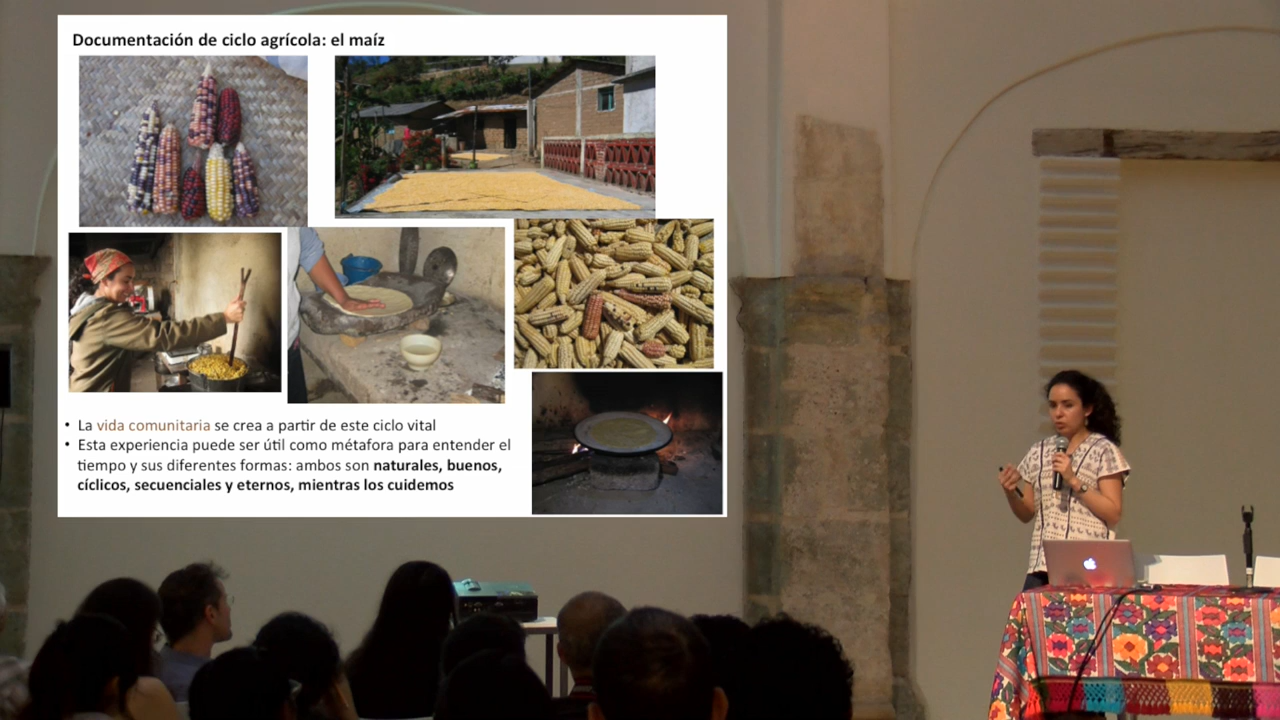 Documentación de ciclo agrícola: el maíz
• La vida comunitaria se crea a partir de este ciclo vital
• Esta experiencia puede ser útil como métafora para entender el
tiempo y sus diferentes formas: ambos son naturales, buenos,
cíclicos, secuenciales y eternos, mientras los cuidemos